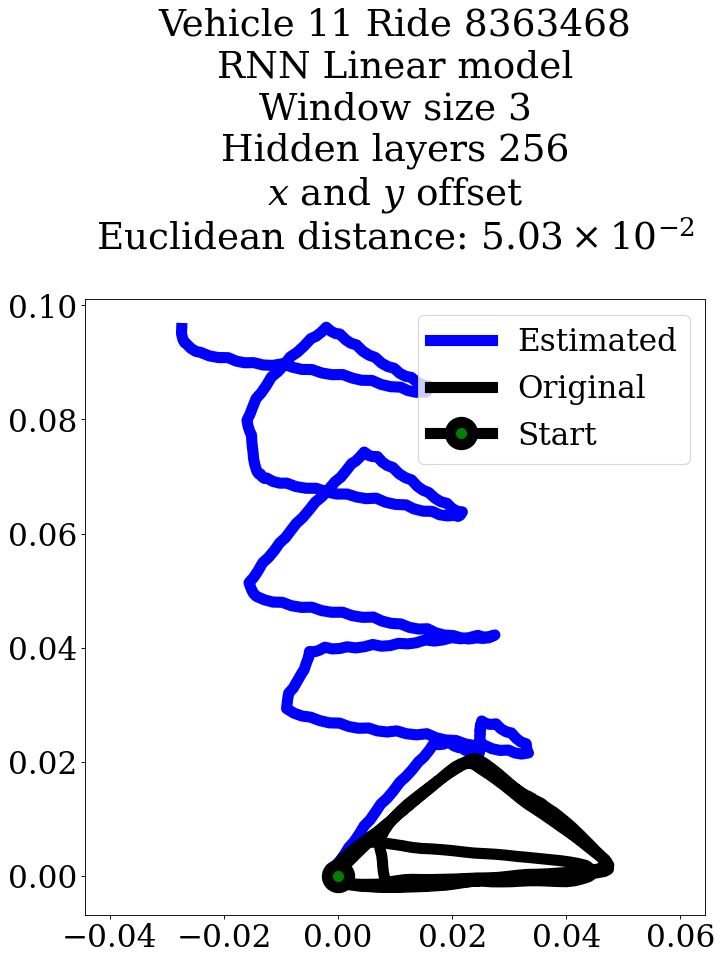 Vehicle 11 Ride 8363468
RNN Linear model
Window size 3
Hidden layers 256
x and y offset
Euclidean distance: 5.03 × 10⁻²
0.10
0.08
0.06
0.04
0.02
0.00
Estimated
Original
Start
−0.04 −0.02 0.00 0.02 0.04 0.06